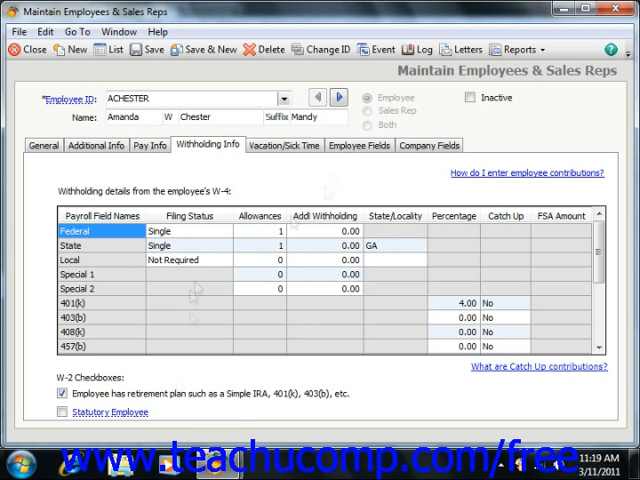 Maintain Employees & Sales Reps
File Edit Go To Window Help
Close New List Save Save & New Delete Change ID Event Log Letters Reports
Maintain Employees & Sales Reps
*Employee ID: ACHESTER
Employee
Inactive
Name: Amanda W Chester Suffix Mandy
Sales Rep
Both
General Additional Info Pay Info Withholding Info Vacation/Sick Time Employee Fields Company Fields
How do I enter employee contributions?
Withholding details from the employee's W-4:
Payroll Field Names Filing Status Allowances Addl Withholding State/Locality Percentage Catch Up FSA Amount
Federal Single 1 0.00
State Single 1 0.00 GA
Local Not Required 0 0.00
Special 1 0 0.00
Special 2 0 0.00
401(k) 4.00 No
403(b) 0.00 No
408(k) 0.00 No
457(b) 0.00 No
What are Catch Up contributions?
W-2 Checkboxes:
Employee has retirement plan such as a Simple IRA, 401(k), 403(b), etc.
Statutory Employee
www.teachucomp.com/free
11:19 AM
3/11/2011